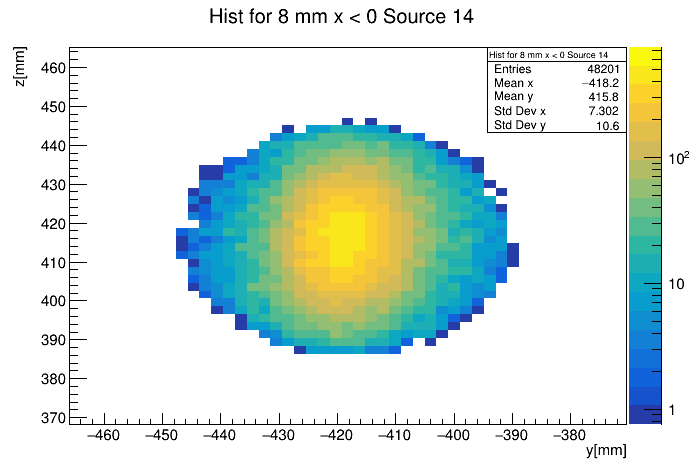 Hist for 8 mm x < 0 Source 14
z[mm]
Hist for 8 mm x < 0 Source 14
Entries 48201
Mean x −418.2
Mean y 415.8
Std Dev x 7.302
Std Dev y 10.6
460
450
440
430
420
410
400
390
380
370
−460 −450 −440 −430 −420 −410 −400 −390 −380
y[mm]
10²
10
1